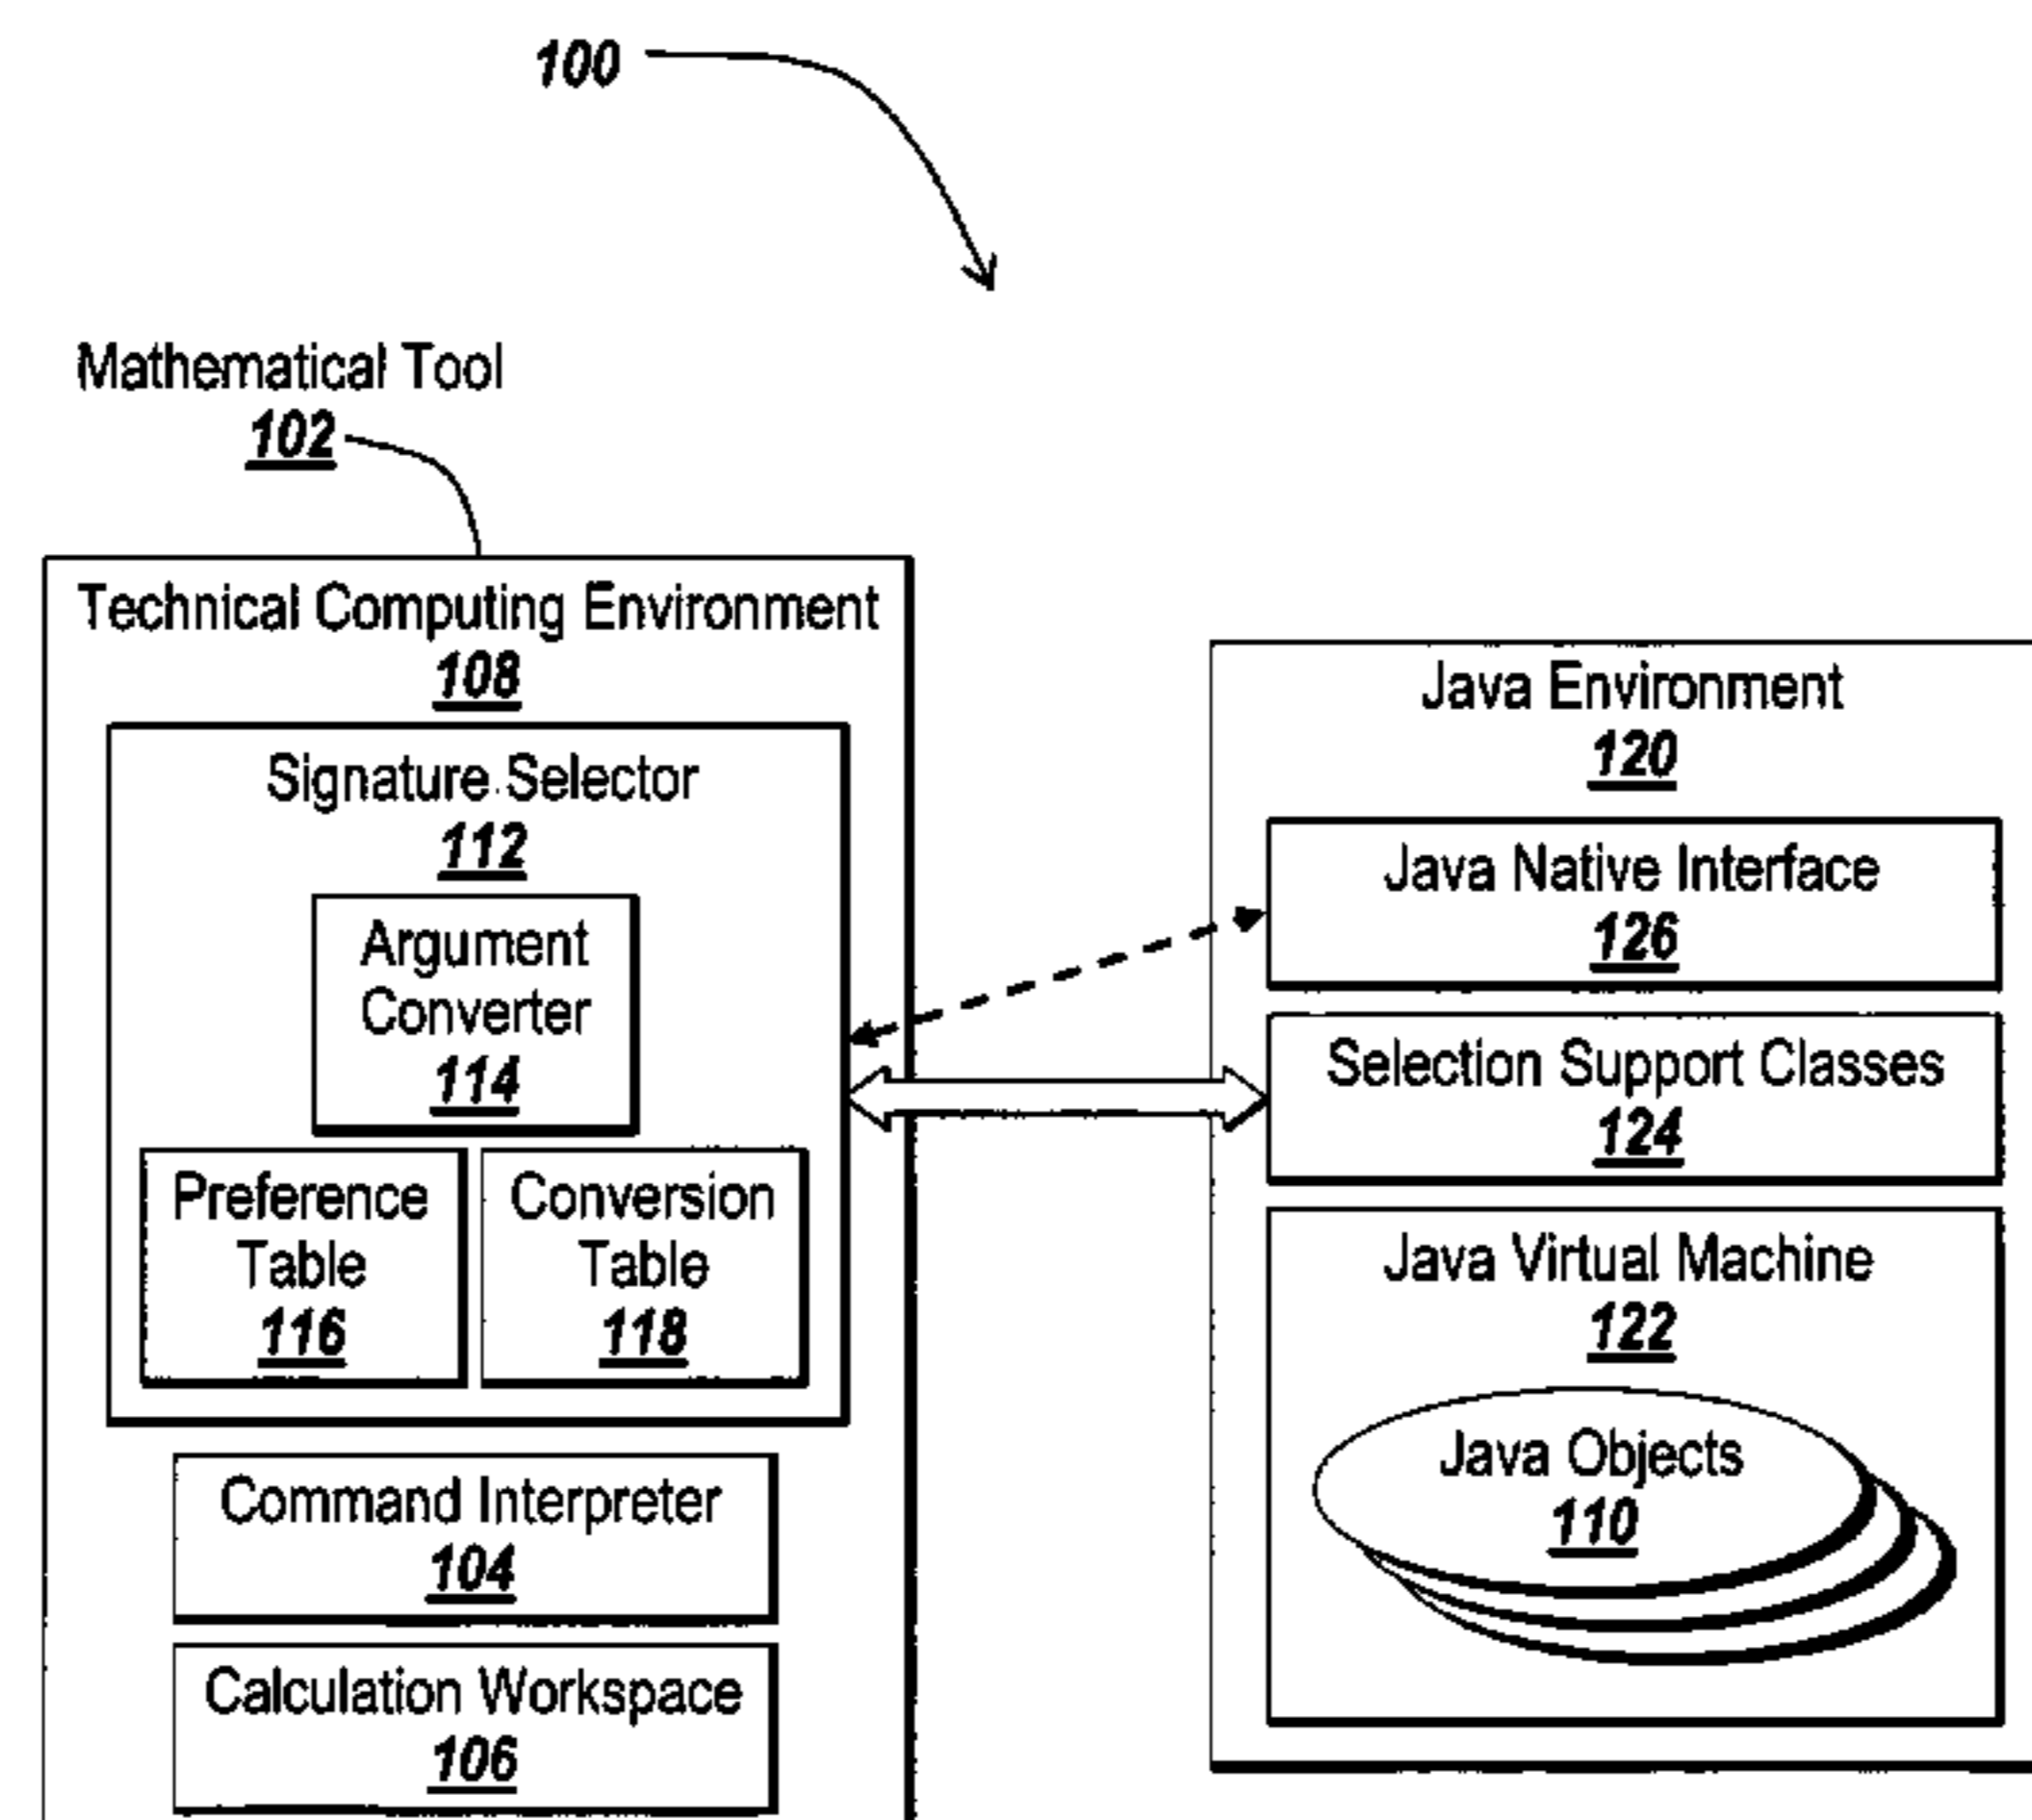 100
Mathematical Tool
102
Technical Computing Environment
108
Signature Selector
112
Argument
Converter
114
Preference
Table
116
Conversion
Table
118
Command Interpreter
104
Calculation Workspace
106
Java Environment
120
Java Native Interface
126
Selection Support Classes
124
Java Virtual Machine
122
Java Objects
110